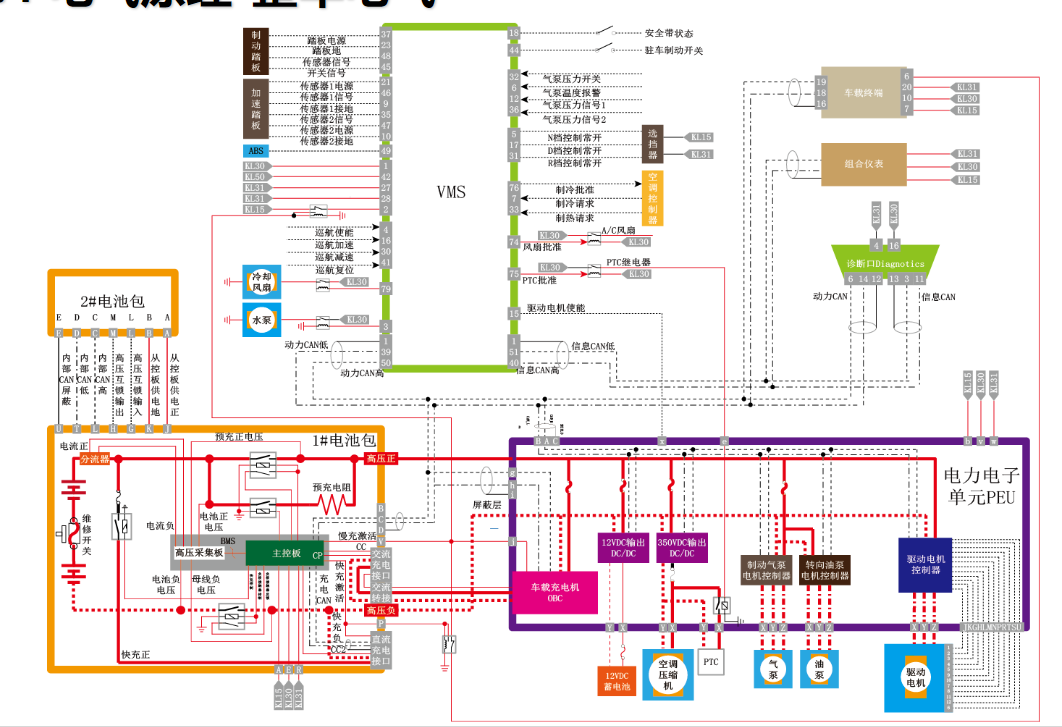 电气原理-整车电气
制动踏板
踏板电源
踏板地
传感器信号
开关信号
37
23
48
45
加速踏板
传感器1电源
传感器1信号
传感器1接地
传感器2信号
传感器2电源
传感器2接地
21
46
9
35
47
10
ABS
49
KL30
KL50
KL31
KL31
KL15
1
42
27
28
2
巡航使能
巡航加速
巡航减速
巡航复位
4
16
30
41
冷却风扇
KL30
79
水泵
KL30
3
动力CAN低
动力CAN高
1
39
50
VMS
18
安全带状态
44
驻车制动开关
32
6
12
36
气泵压力开关
气泵温度报警
气泵压力信号1
气泵压力信号2
5
17
31
N档控制常开
D档控制常开
R档控制常开
选挡器
KL15
KL31
76
7
33
制冷批准
制冷请求
制热请求
空调控制器
74
KL30
A/C风扇
KL30
风扇批准
75
KL30
PTC继电器
KL30
PTC批准
15
驱动电机使能
1
51
40
信息CAN低
信息CAN高
19
18
16
车载终端
6
20
10
7
KL31
KL30
KL15
组合仪表
KL31
KL30
KL15
KL31
KL30
4
16
诊断口Diagnotics
6
14
12
13
3
11
动力CAN
信息CAN
2#电池包
E D C M L B A
E D C M L B A
内部CAN屏蔽
内部CAN低
内部CAN高
高压互锁输出
高压互锁输入
从控板供电地
从控板供电正
1#电池包
电流正
分流器
预充正电压
高压正
预充电阻
维修开关
电流负
电池正电压
BMS
高压采集板
主控板
CP
B
C
D
慢充激活
CC
交流充电接口
交流转接
快充激活
充电CAN
电池负电压
母线负电压
高压负
P
快充负
CC2
直流充电接口
快充正
A E R
KL15
KL30
KL31
B A C
KL15
KL30
KL31
电力电子单元PEU
屏蔽层
12VDC输出
DC/DC
350VDC输出
DC/DC
车载充电机
OBC
制动气泵电机控制器
转向油泵电机控制器
驱动电机控制器
X Y Z
X Y Z
X Y Z
12VDC
蓄电池
空调压缩机
PTC
气泵
油泵
驱动电机